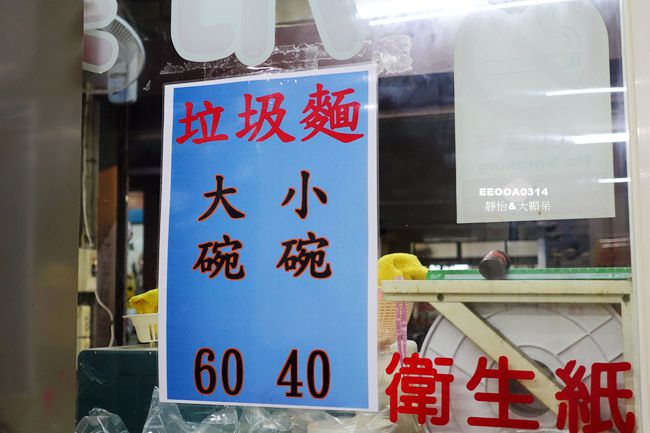 垃圾麵
小碗 40
大碗 60
No Smoking
EEOOA0314
靜怡&大顆呆
衛生紙